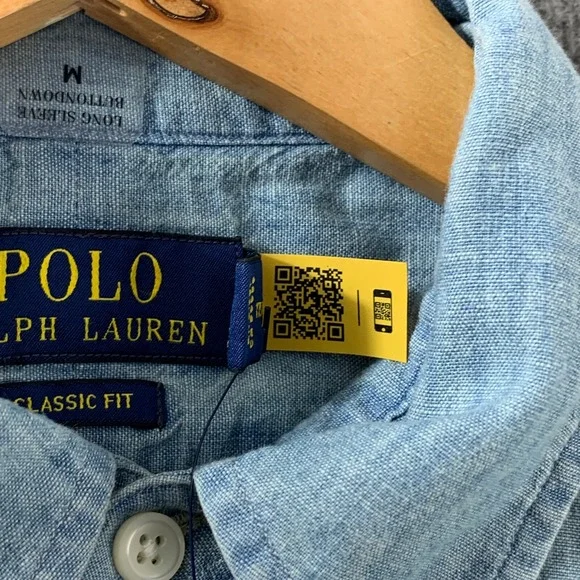 LONG SLEEVE
BUTTONDOWN
M
POLO
LPH LAUREN
CLASSIC FIT